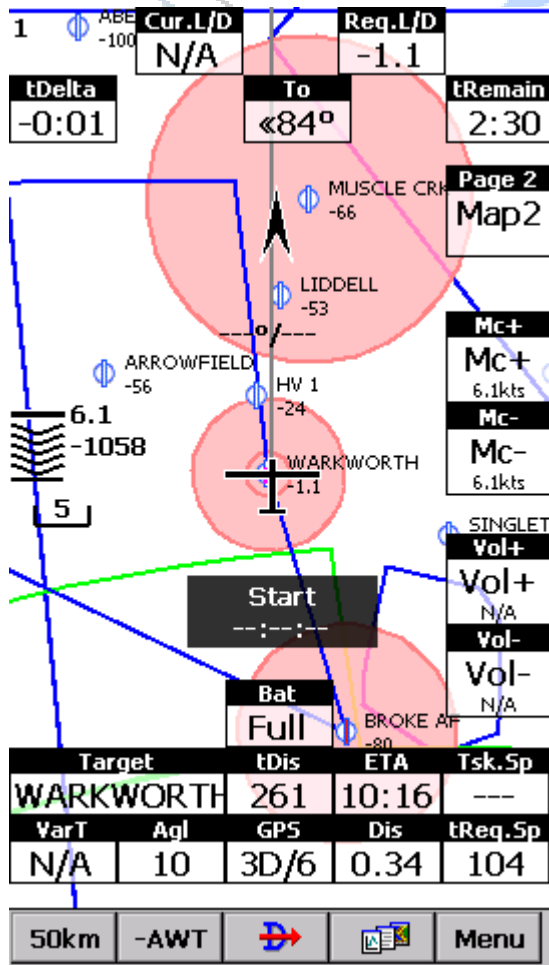 1
ABE
-100
Cur.L/D
N/A
Req.L/D
-1.1
tDelta
-0:01
To
«84º
tRemain
2:30
MUSCLE CRK
-66
Page 2
Map2
LIDDELL
-53
---º/---
ARROWFIELD
-56
HV 1
-24
Mc+
Mc+
6.1kts
6.1
-1058
5
WARKWORTH
-1.1
Mc-
Mc-
6.1kts
SINGLET
Vol+
Vol+
N/A
Start
--:--:--
Vol-
Vol-
N/A
Bat
Full
BROKE AF
-80
Target
WARKWORTH
tDis
261
ETA
10:16
Tsk.Sp
---
VarT
N/A
Agl
10
GPS
3D/6
Dis
0.34
tReq.Sp
104
50km
-AWT
Menu